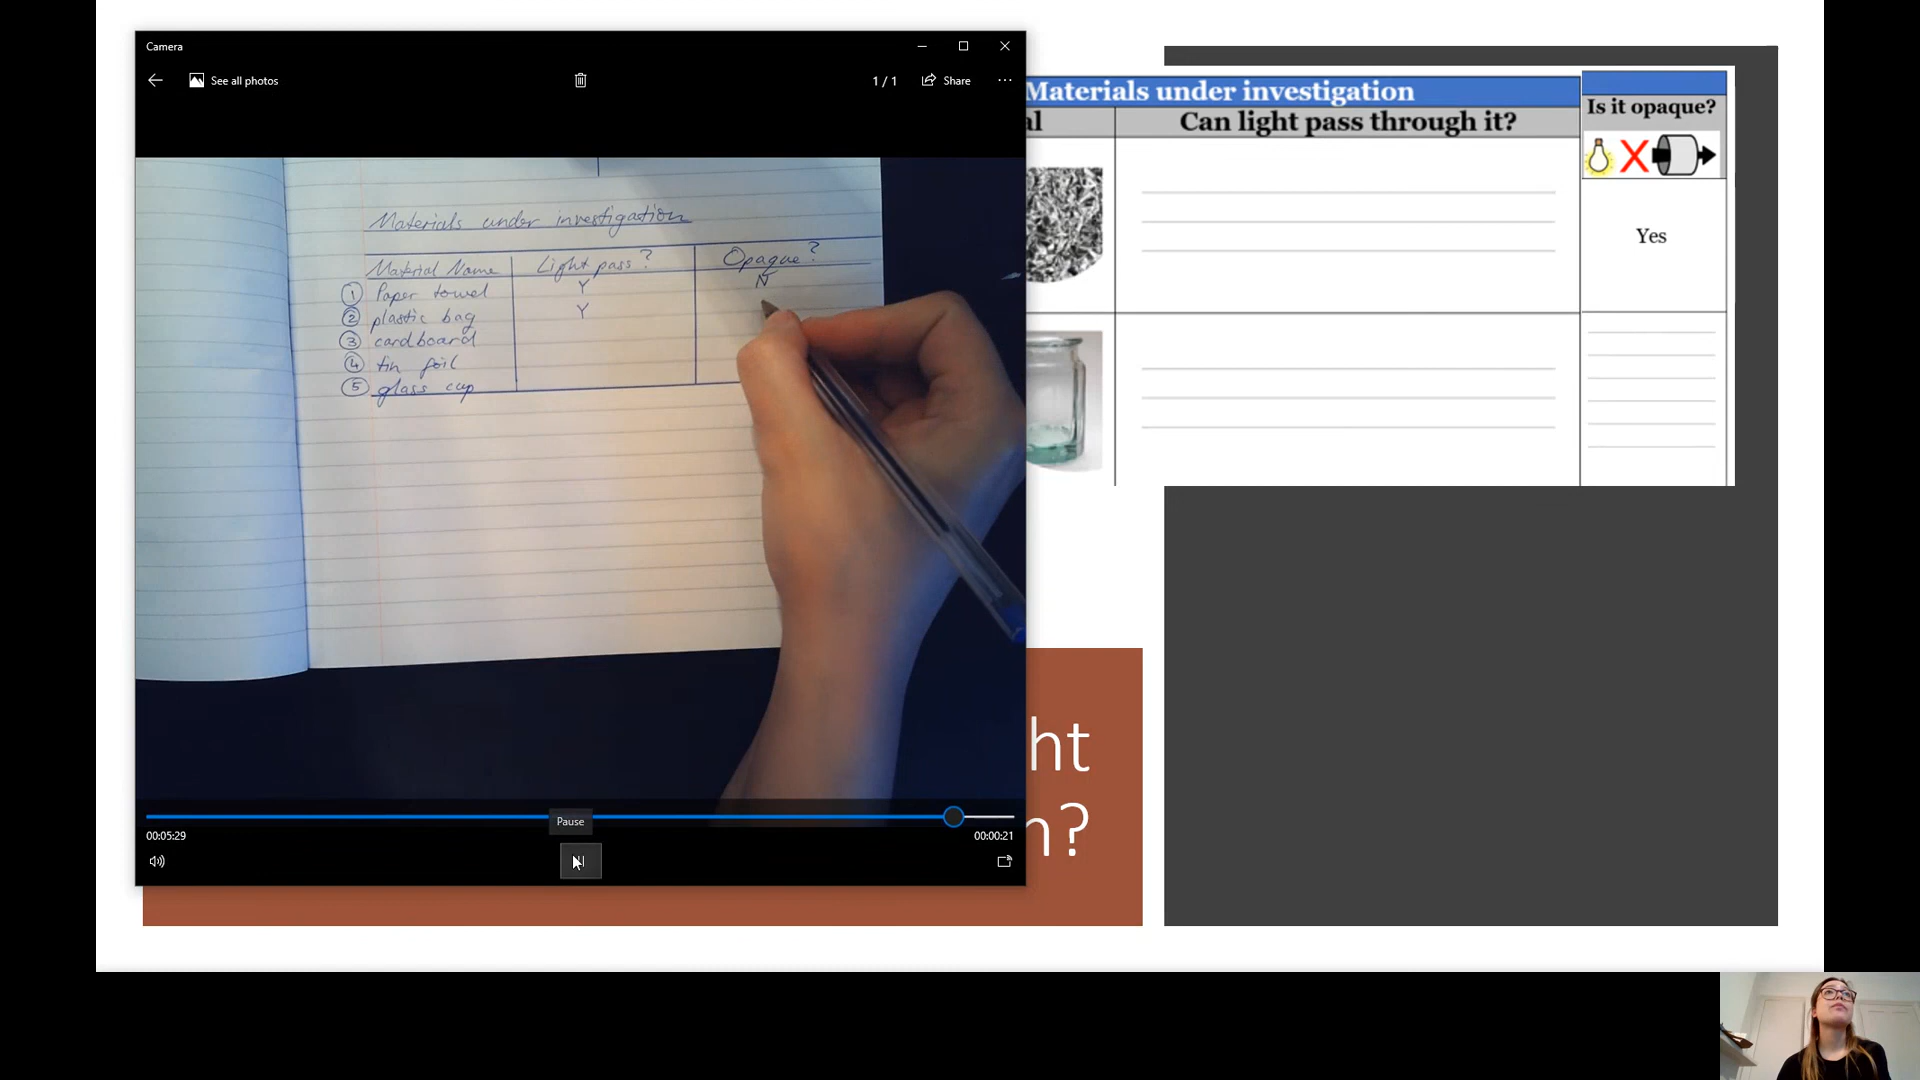 Camera
See all photos
1 / 1
Share
Materials under investigation
Material Name
Light pass?
Opaque?
1 Paper towel
Y
N
2 plastic bag
Y
3 cardboard
4 tin foil
5 glass cup
Pause
00:05:29
00:00:21
Materials under investigation
al
Can light pass through it?
Is it opaque?
X
Yes
ht
n?